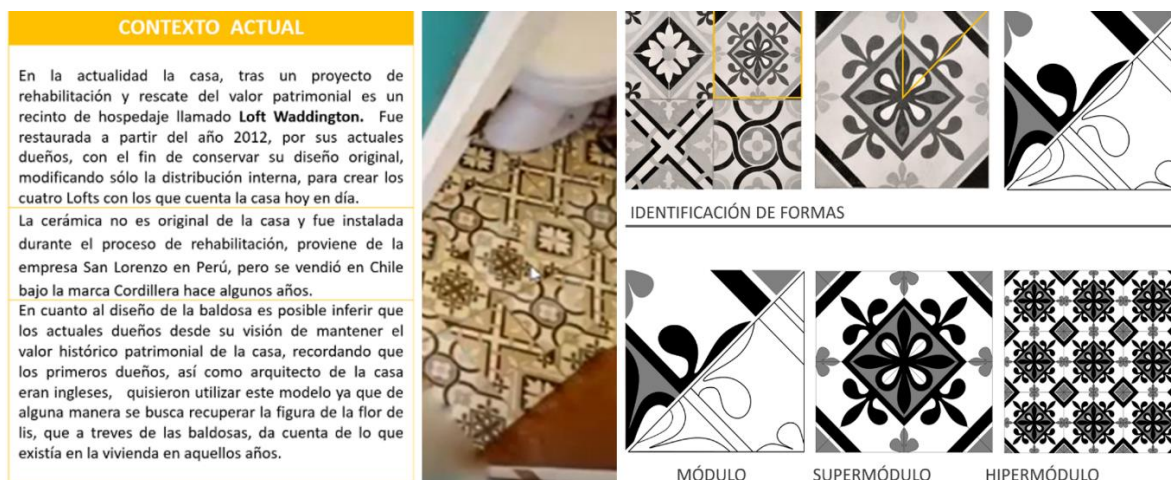 CONTEXTO ACTUAL
En la actualidad la casa, tras un proyecto de
rehabilitación y rescate del valor patrimonial es un
recinto de hospedaje llamado Loft Waddington. Fue
restaurada a partir del año 2012, por sus actuales
dueños, con el fin de conservar su diseño original,
modificando sólo la distribución interna, para crear los
cuatro Lofts con los que cuenta la casa hoy en día.
La cerámica no es original de la casa y fue instalada
durante el proceso de rehabilitación, proviene de la
empresa San Lorenzo en Perú, pero se vendió en Chile
bajo la marca Cordillera hace algunos años.
En cuanto al diseño de la baldosa es posible inferir que
los actuales dueños desde su visión de mantener el
valor histórico patrimonial de la casa, recordando que
los primeros dueños, así como arquitecto de la casa
eran ingleses, quisieron utilizar este modelo ya que de
alguna manera se busca recuperar la figura de la flor de
lis, que a treves de las baldosas, da cuenta de lo que
existía en la vivienda en aquellos años.
IDENTIFICACIÓN DE FORMAS
MÓDULO SUPERMÓDULO HIPERMÓDULO